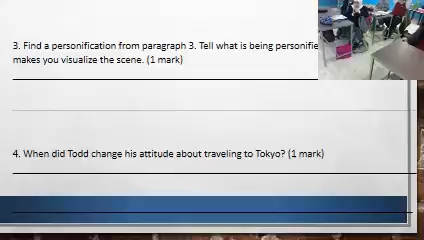 3. Find a personification from paragraph 3. Tell what is being personifie
makes you visualize the scene. (1 mark)
4. When did Todd change his attitude about traveling to Tokyo? (1 mark)